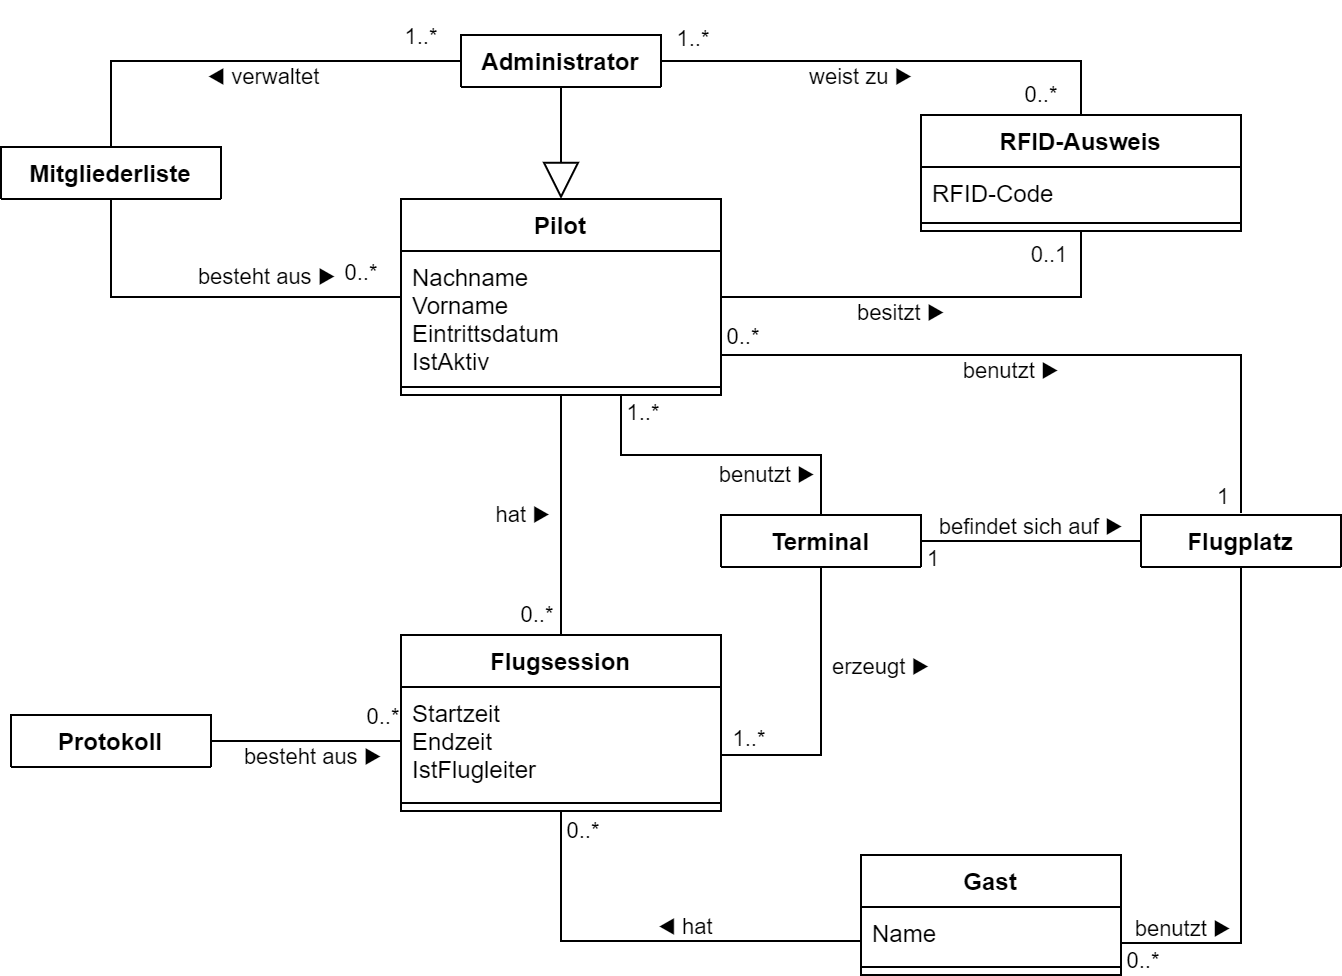 1..*
Administrator
1..*
◀ verwaltet
weist zu ▶
0..*
RFID-Ausweis
RFID-Code
Mitgliederliste
Pilot
Nachname
Vorname
Eintrittsdatum
IstAktiv
besteht aus ▶
0..*
0..1
besitzt ▶
0..*
benutzt ▶
1..*
benutzt ▶
1
hat ▶
Terminal
befindet sich auf ▶
1
Flugplatz
0..*
Flugsession
Startzeit
Endzeit
IstFlugleiter
erzeugt ▶
Protokoll
0..*
besteht aus ▶
1..*
0..*
Gast
Name
◀ hat
benutzt ▶
0..*